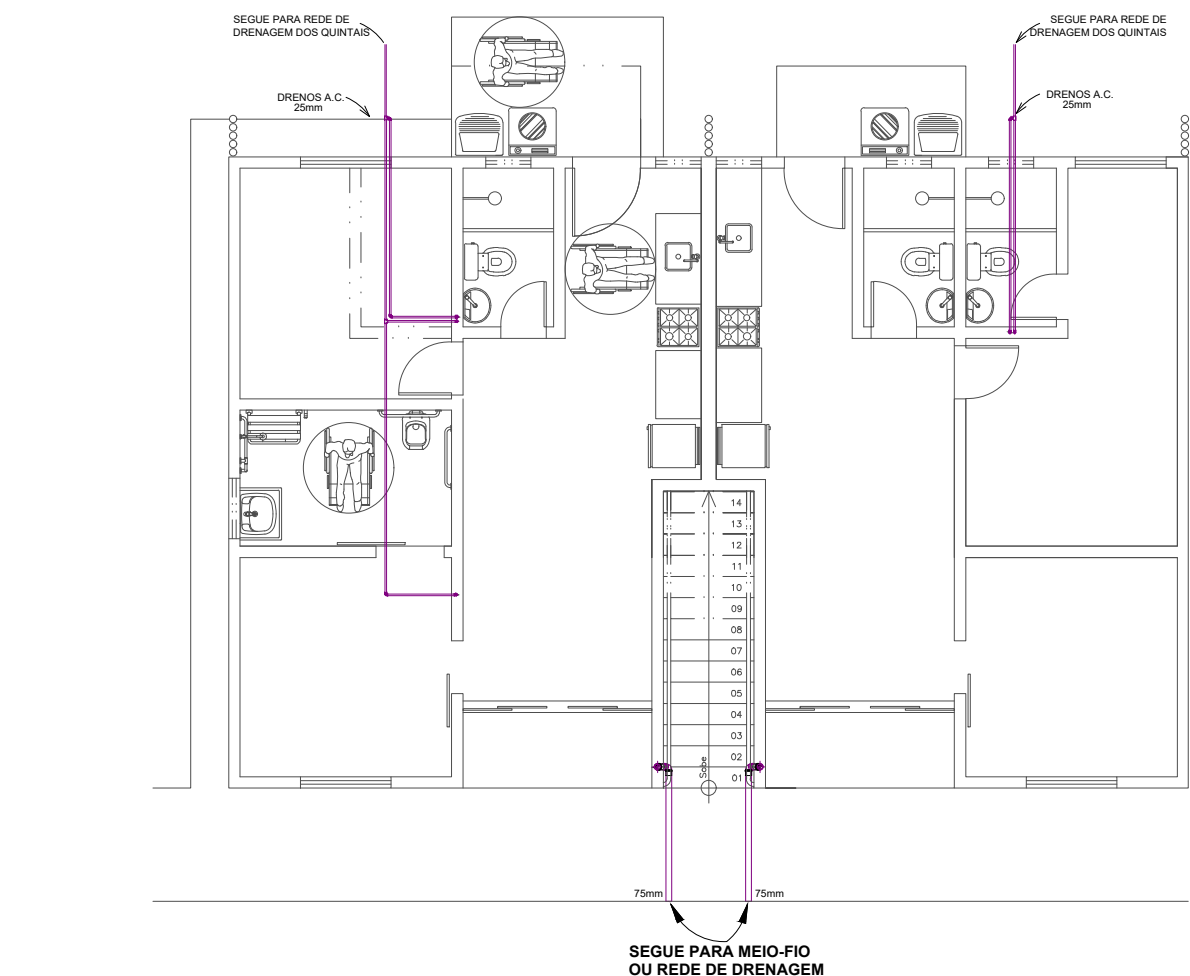 SEGUE PARA REDE DE
DRENAGEM DOS QUINTAIS
SEGUE PARA REDE DE
DRENAGEM DOS QUINTAIS
DRENOS A.C.
25mm
DRENOS A.C.
25mm
14
13
12
11
10
09
08
07
06
05
04
03
02
01
Sobe
75mm
75mm
SEGUE PARA MEIO-FIO
OU REDE DE DRENAGEM